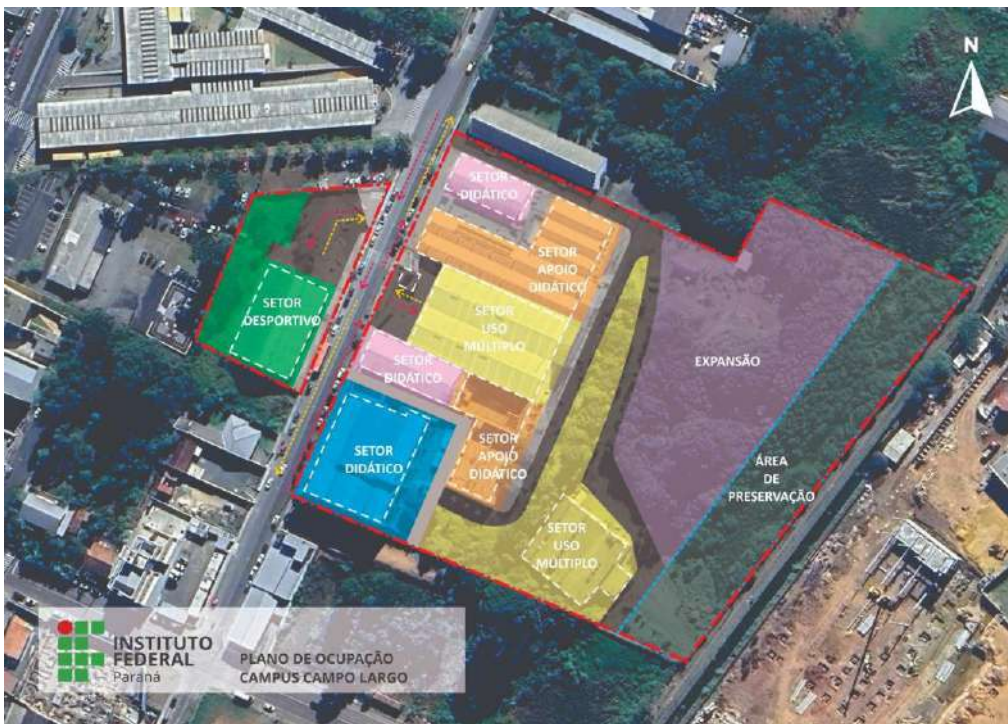 N
SETOR
DIDÁTICO
SETOR
APOIO
DIDÁTICO
SETOR
DESPORTIVO
SETOR
USO
MÚLTIPLO
EXPANSÃO
SETOR
DIDÁTICO
SETOR
DIDÁTICO
SETOR
APOIO
DIDÁTICO
ÁREA
DE
PRESERVAÇÃO
SETOR
USO
MÚLTIPLO
INSTITUTO
FEDERAL
Paraná
PLANO DE OCUPAÇÃO
CAMPUS CAMPO LARGO